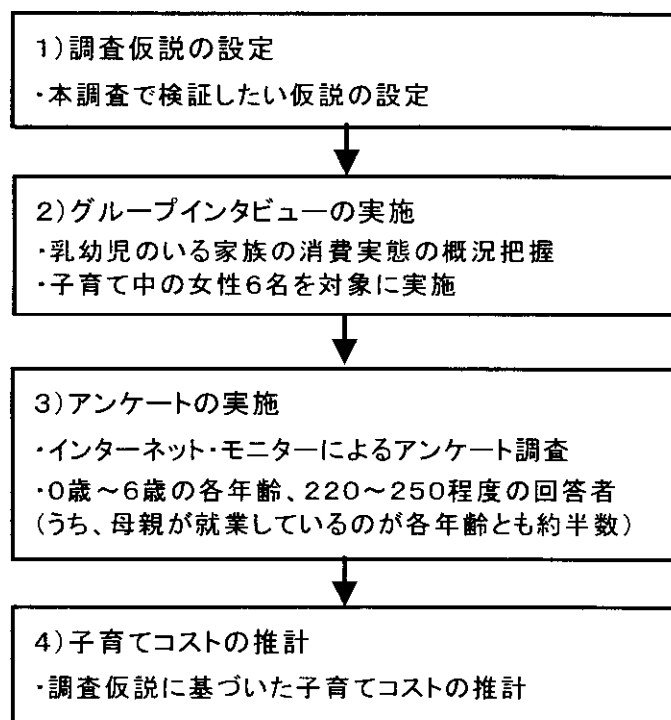 1)調査仮説の設定
・本調査で検証したい仮説の設定
2)グループインタビューの実施
・乳幼児のいる家族の消費実態の概況把握
・子育て中の女性6名を対象に実施
3)アンケートの実施
・インターネット・モニターによるアンケート調査
・0歳～6歳の各年齢、220～250程度の回答者
(うち、母親が就業しているのが各年齢とも約半数)
4)子育てコストの推計
・調査仮説に基づいた子育てコストの推計